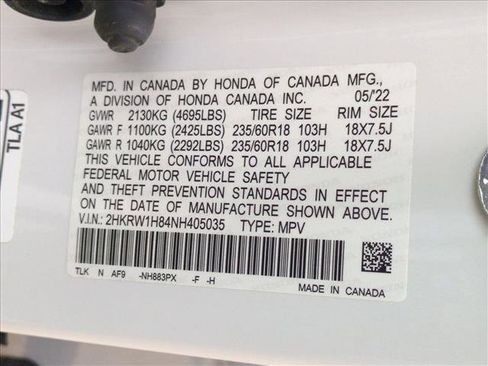 MFD. IN CANADA BY HONDA OF CANADA MFG.,
A DIVISION OF HONDA CANADA INC. 05/'22
GVWR 2130KG (4695LBS) TIRE SIZE RIM SIZE
GAWR F 1100KG (2425LBS) 235/60R18 103H 18X7.5J
GAWR R 1040KG (2292LBS) 235/60R18 103H 18X7.5J
THIS VEHICLE CONFORMS TO ALL APPLICABLE
FEDERAL MOTOR VEHICLE SAFETY
AND THEFT PREVENTION STANDARDS IN EFFECT
ON THE DATE OF MANUFACTURE SHOWN ABOVE.
V.I.N.: 2HKRW1H84NH405035 TYPE: MPV
TLK N AF9 -NH883PX -F -H
MADE IN CANADA
TLA A1